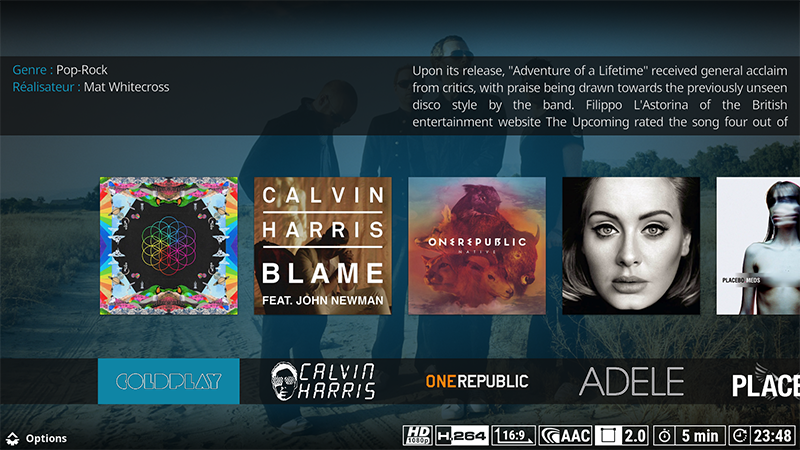 Genre : Pop-Rock
Réalisateur : Mat Whitecross
Upon its release, "Adventure of a Lifetime" received general acclaim
from critics, with praise being drawn towards the previously unseen
disco style by the band. Filippo L'Astorina of the British
entertainment website The Upcoming rated the song four out of
CALVIN
HARRIS
BLAME
FEAT. JOHN NEWMAN
ONEREPUBLIC
NATIVE
PLACEBO MEDS
COLDPLAY
CALVIN
HARRIS
ONEREPUBLIC
ADELE
PLACE
Options
HD
1080p
H.264
16:9
AAC
2.0
5 min
23:48